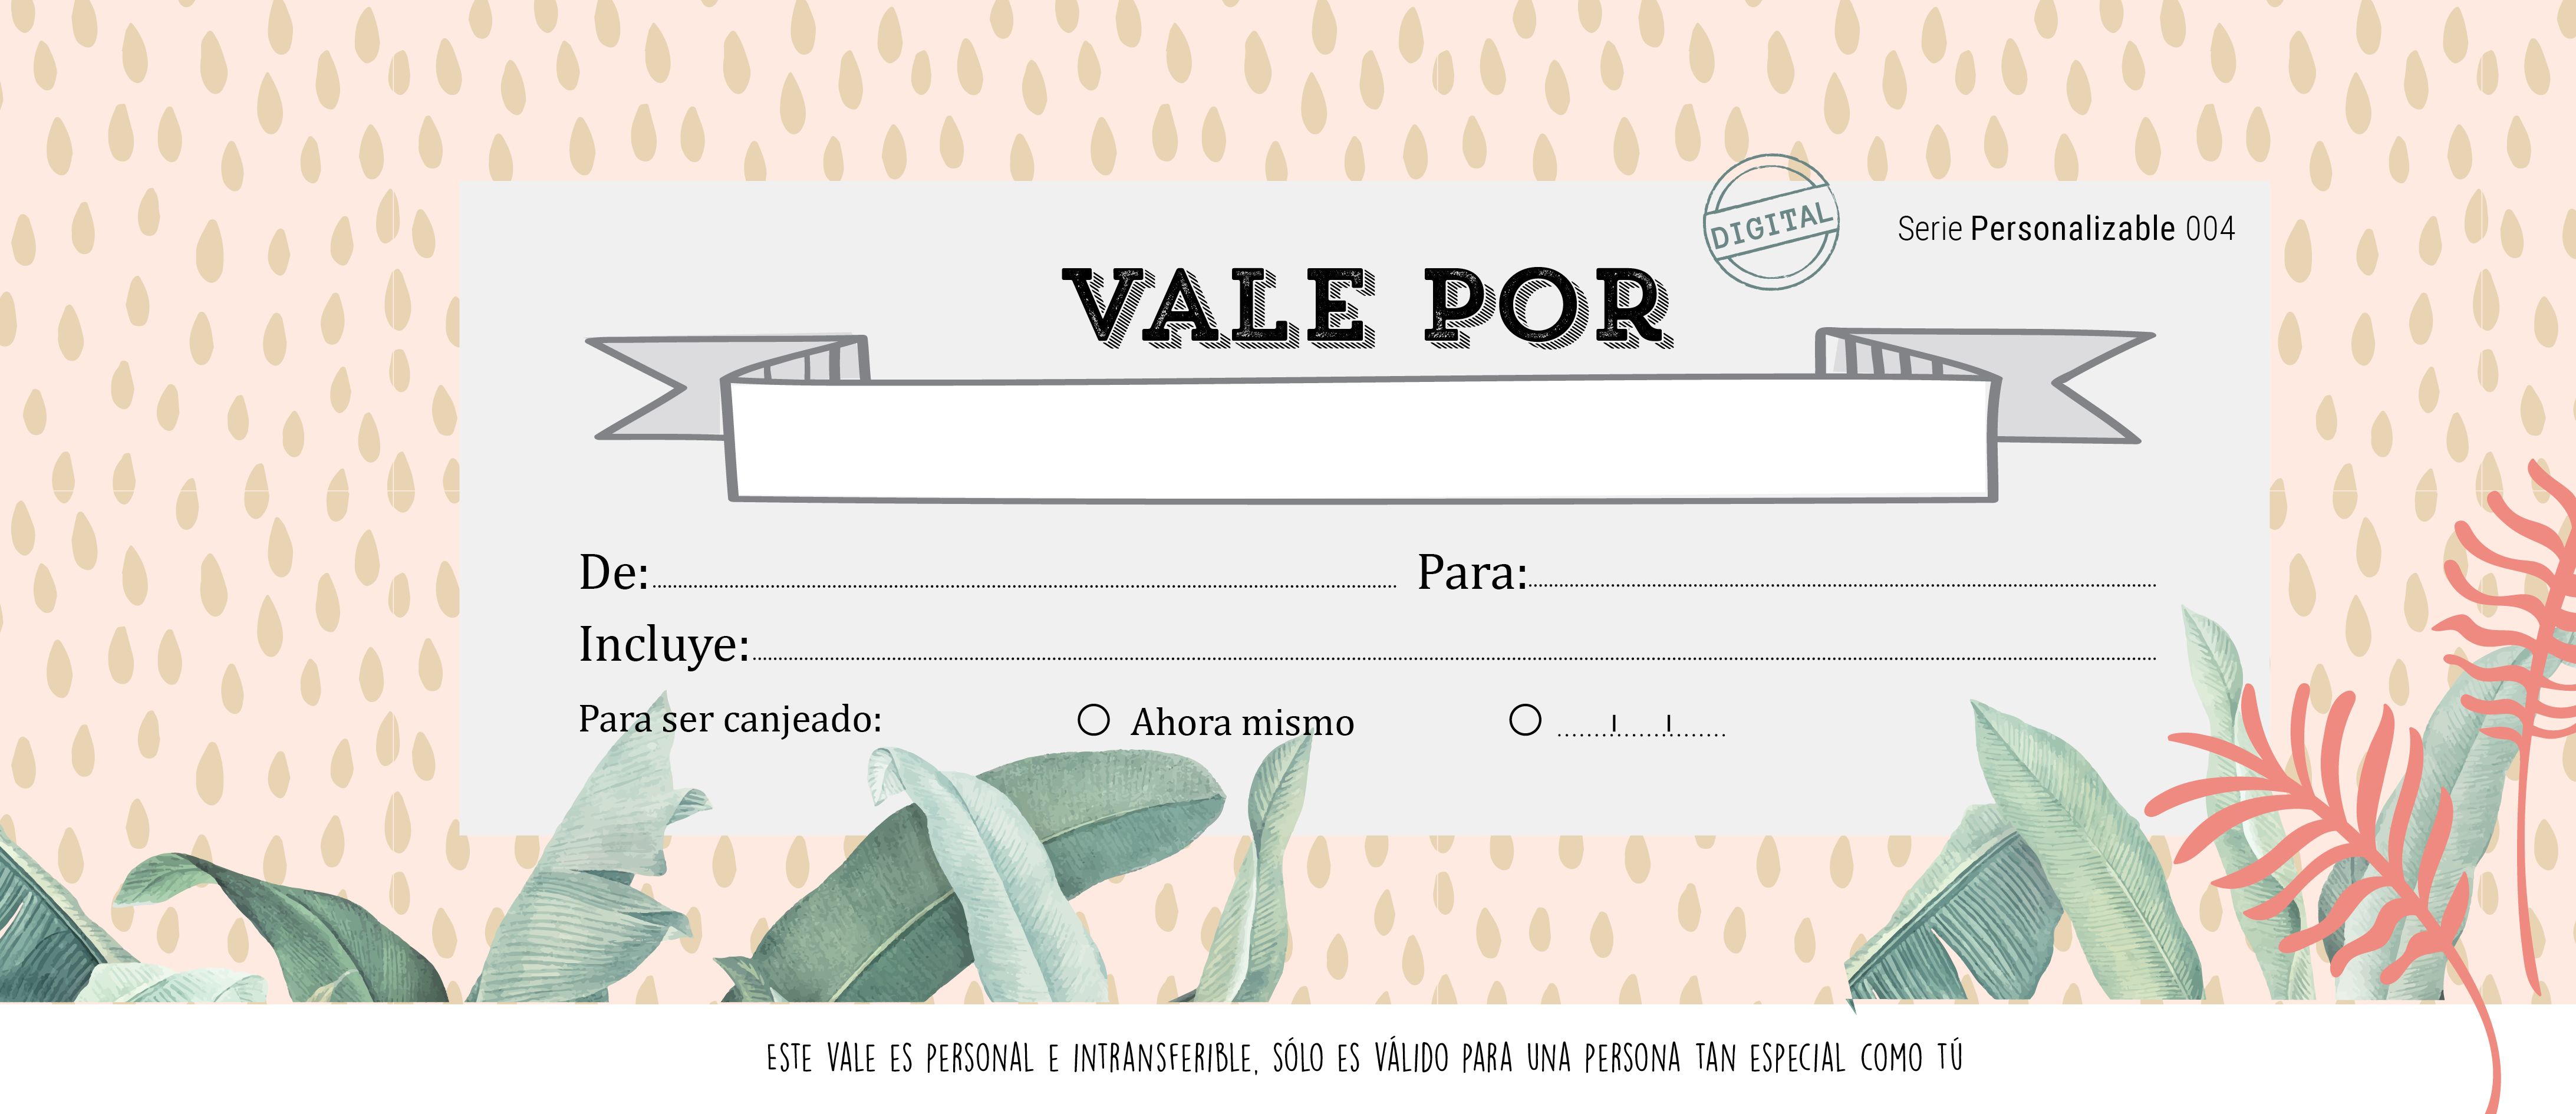 DIGITAL
Serie Personalizable 004
VALE POR
De: Para:
Incluye:
Para ser canjeado: Ahora mismo
ESTE VALE ES PERSONAL E INTRANSFERIBLE, SÓLO ES VÁLIDO PARA UNA PERSONA TAN ESPECIAL COMO TÚ